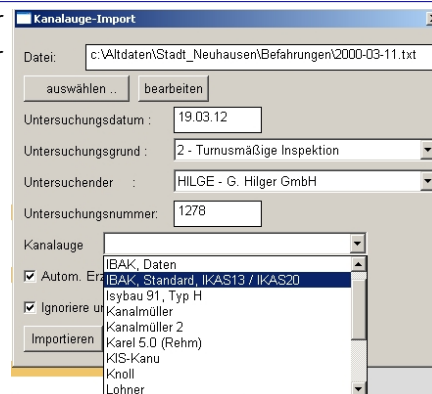 Kanalauge-Import
Datei: c:\Altdaten\Stadt_Neuhausen\Befahrungen\2000-03-11.txt
auswählen .. bearbeiten
Untersuchungsdatum : 19.03.12
Untersuchungsgrund : 2 - Turnusmäßige Inspektion
Untersuchender : HILGE - G. Hilger GmbH
Untersuchungsnummer: 1278
Kanalauge
IBAK, Daten
Autom. Erz IBAK, Standard, IKAS13 / IKAS20
Isybau 91, Typ H
Ignoriere un Kanalmüller
Kanalmüller 2
Importieren Karel 5.0 (Rehm)
KIS-Kanu
Knoll
Lohner